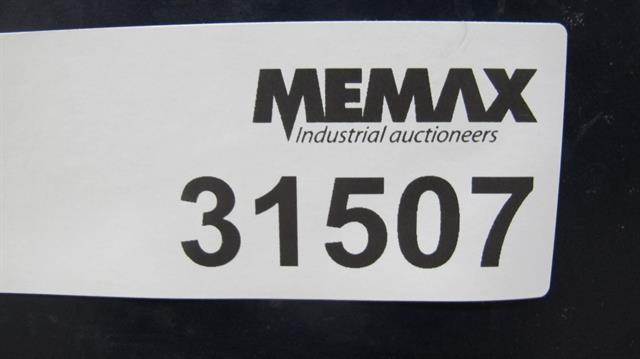 MEMAX
Industrial auctioneers
31507